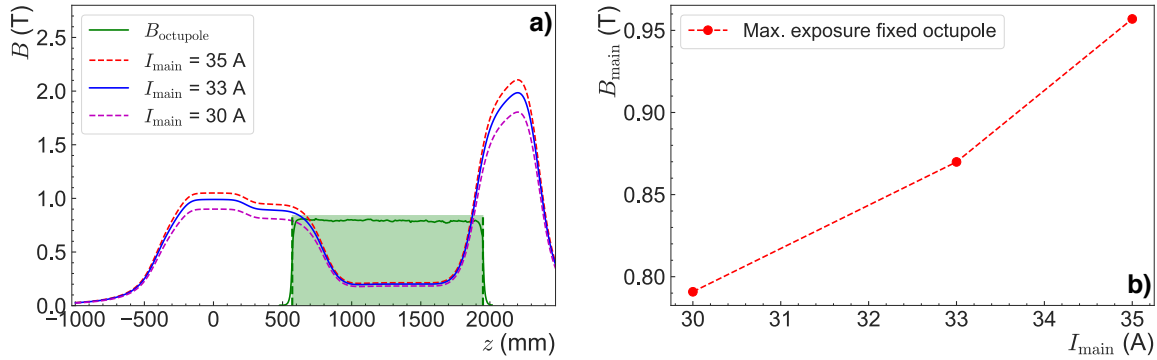 a)
B (T)
2.5
2.0
1.5
1.0
0.5
0.0
B_octupole
I_main = 35 A
I_main = 33 A
I_main = 30 A
−1000 −500 0 500 1000 1500 2000
z (mm)
B_main (T)
0.95
0.90
0.85
0.80
Max. exposure fixed octupole
b)
30 31 32 33 34 35
I_main (A)